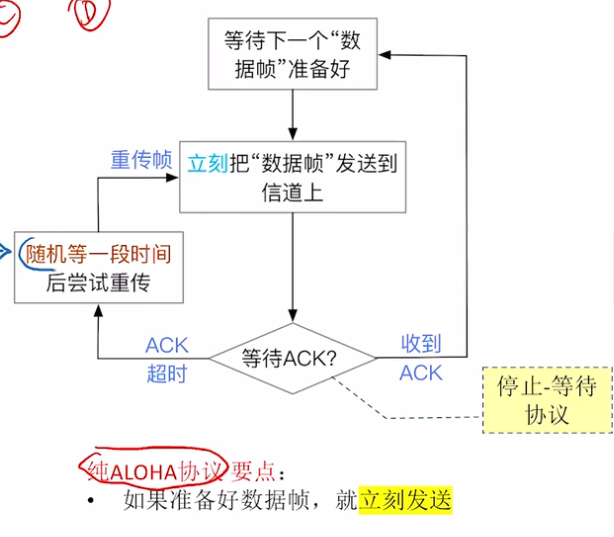 C D
等待下一个“数
据帧”准备好
重传帧
立刻把“数据帧”发送到
信道上
随机等一段时间
后尝试重传
ACK
超时
等待ACK?
收到
ACK
停止-等待
协议
纯ALOHA协议 要点：
• 如果准备好数据帧，就立刻发送